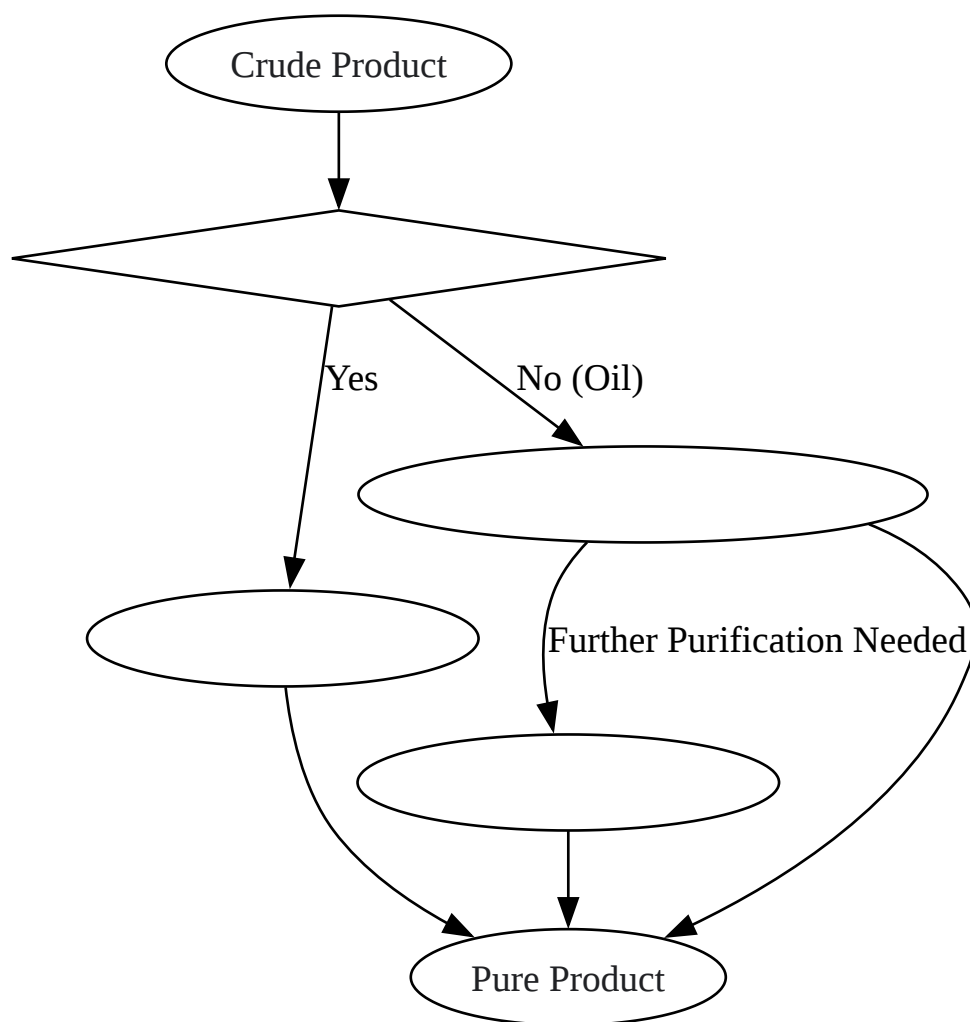 Crude Product
Yes
No (Oil)
Further Purification Needed
Pure Product